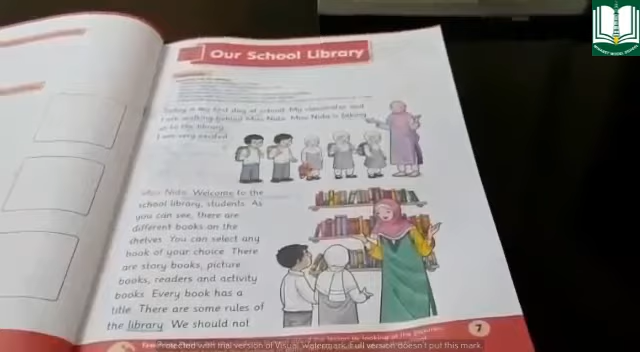 Our School Library
Today is my first day at school. My classmates and
I are walking behind Miss Nida. Miss Nida is taking
us to the library.
I am very excited.
Miss Nida: Welcome to the
school library, students. As
you can see, there are
different books on the
shelves. You can select any
book of your choice. There
are story books, picture
books, readers and activity
books. Every book has a
title. There are some rules of
the library. We should not
7
Protected with trial version of Visual Watermark. Full version doesn't put this mark.